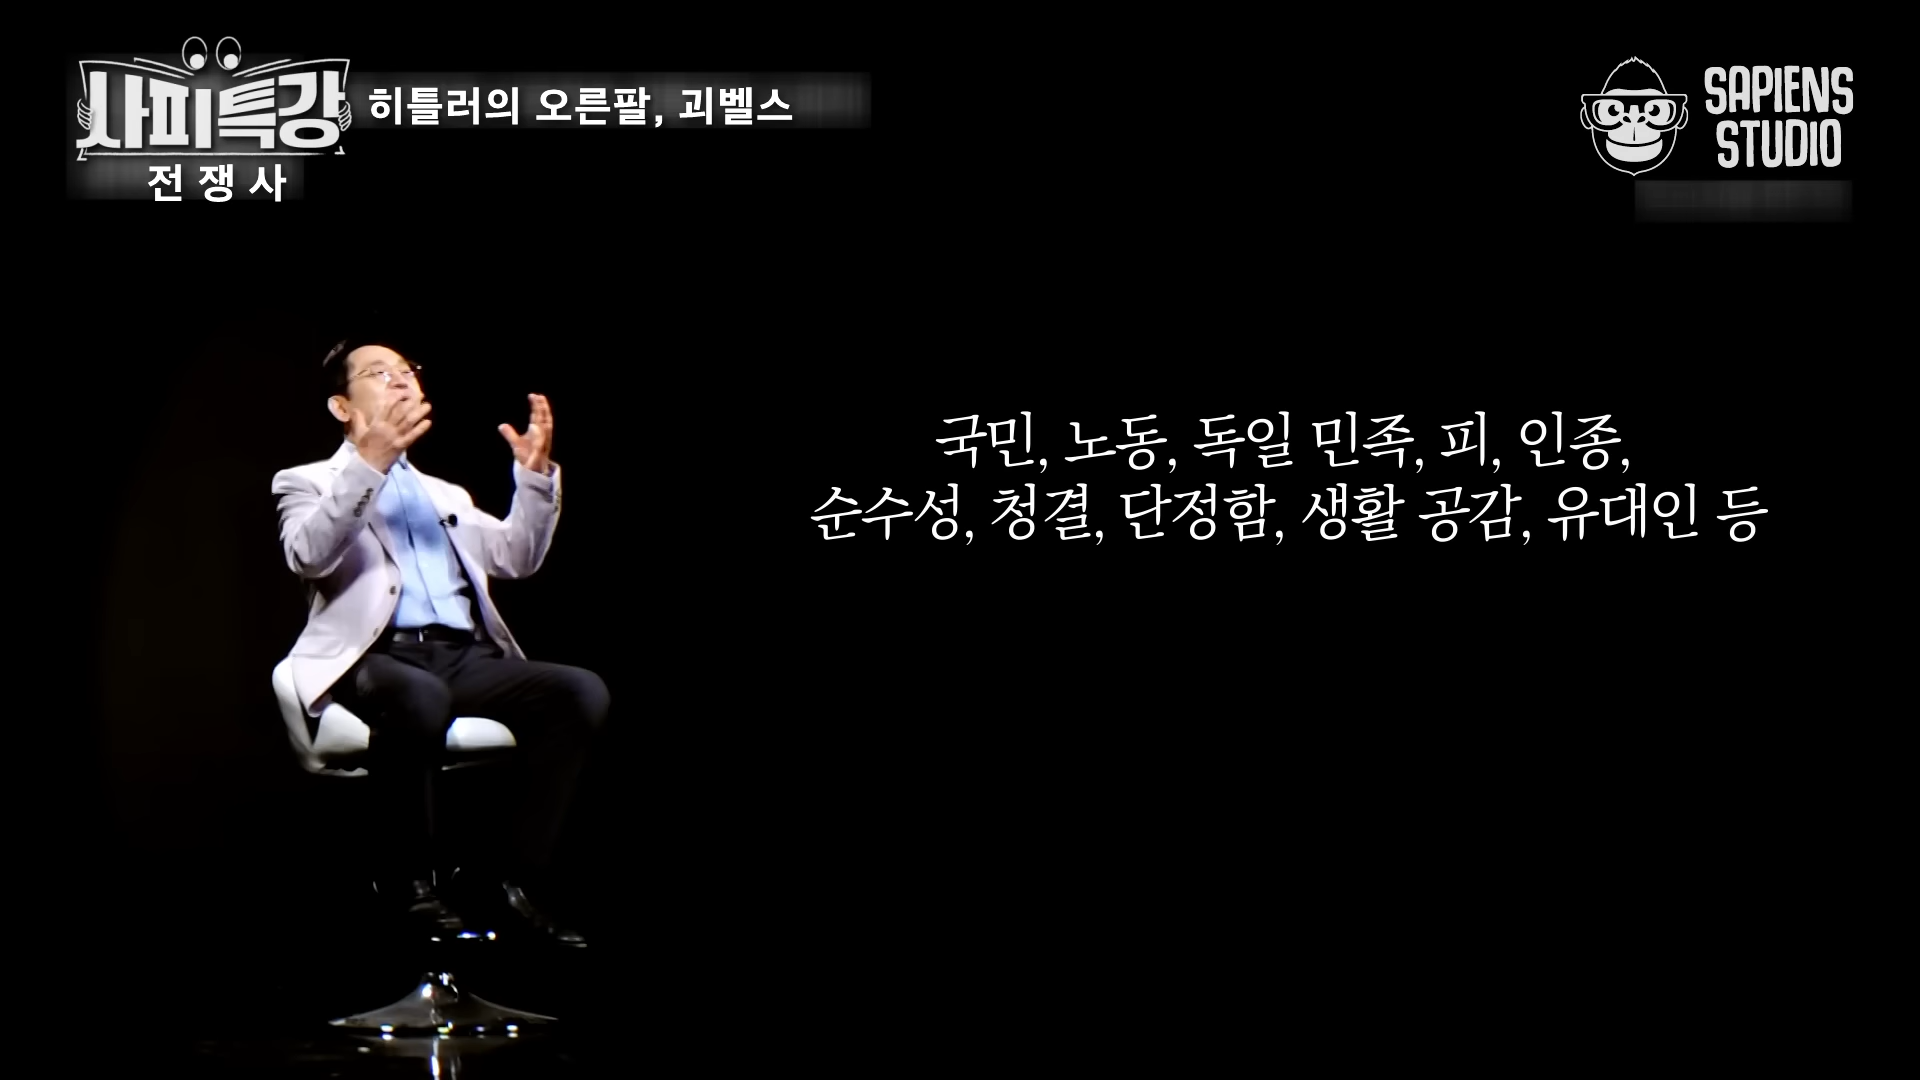 사피특강
히틀러의 오른팔, 괴벨스
전쟁사
SAPIENS
STUDIO
국민, 노동, 독일 민족, 피, 인종,
순수성, 청결, 단정함, 생활 공감, 유대인 등